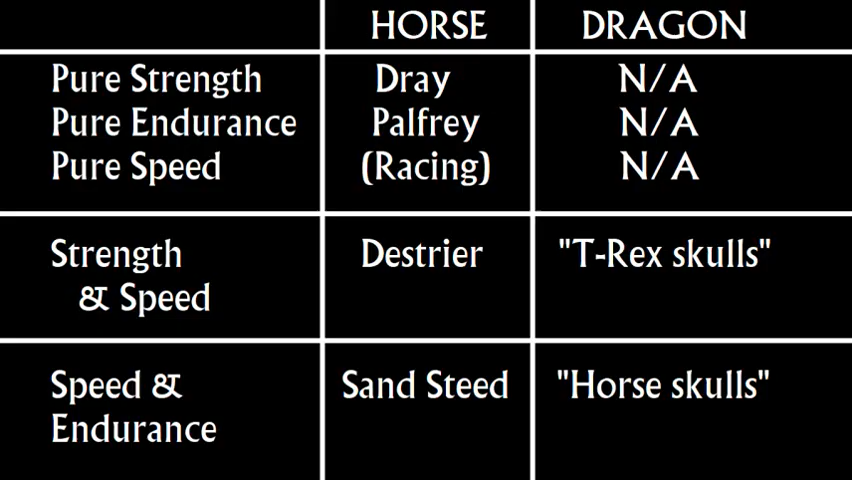 HORSE DRAGON
Pure Strength Dray N/A
Pure Endurance Palfrey N/A
Pure Speed (Racing) N/A
Strength Destrier "T-Rex skulls"
& Speed
Speed & Sand Steed "Horse skulls"
Endurance